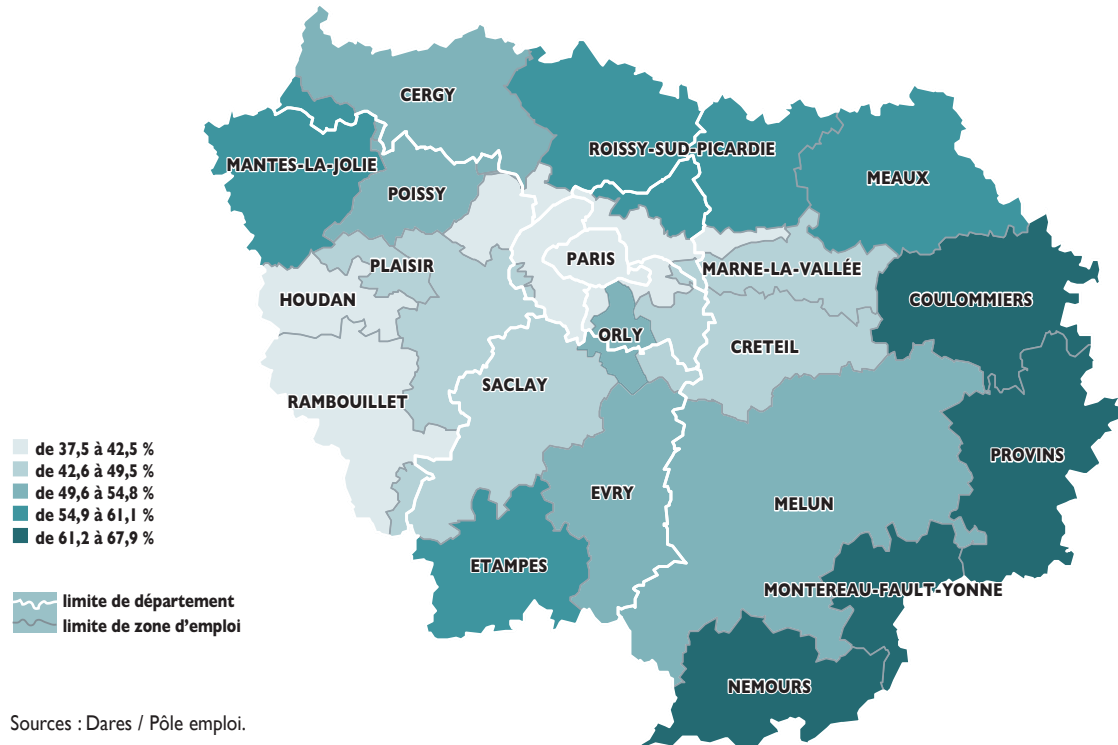 CERGY
MANTES-LA-JOLIE
ROISSY-SUD-PICARDIE
MEAUX
POISSY
PLAISIR
PARIS
MARNE-LA-VALLÉE
HOUDAN
COULOMMIERS
ORLY
CRETEIL
SACLAY
RAMBOUILLET
PROVINS
EVRY
MELUN
ETAMPES
MONTEREAU-FAULT-YONNE
NEMOURS
de 37,5 à 42,5 %
de 42,6 à 49,5 %
de 49,6 à 54,8 %
de 54,9 à 61,1 %
de 61,2 à 67,9 %
limite de département
limite de zone d'emploi
Sources : Dares / Pôle emploi.